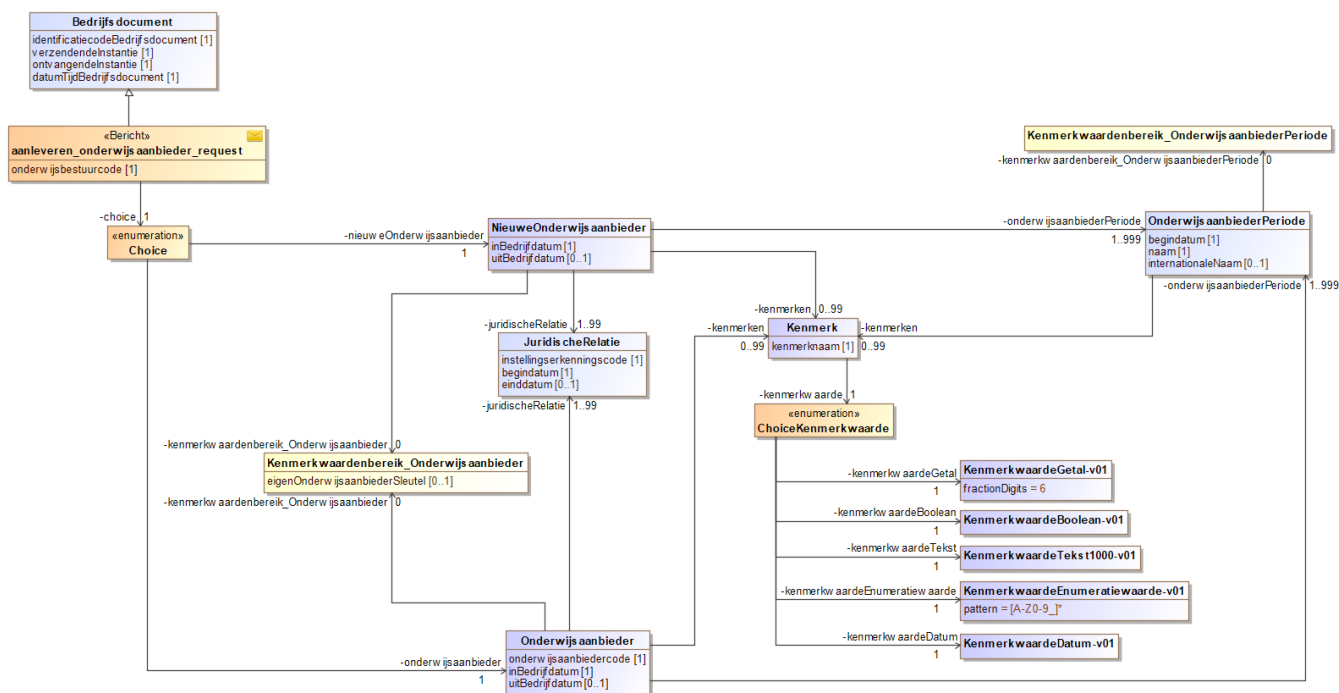 Bedrijfsdocument
identificatiecodeBedrijfsdocument [1]
verzendendeInstantie [1]
ontvangendeInstantie [1]
datumTijdBedrijfsdocument [1]
«Bericht»
aanleveren_onderwijsaanbieder_request
onderwijsbestuurcode [1]
Kenmerkwaardenbereik_OnderwijsaanbiederPeriode
-kenmerkwaardenbereik_OnderwijsaanbiederPeriode 0
-choice 1
«enumeration»
Choice
-nieuweOnderwijsaanbieder
1
NieuweOnderwijsaanbieder
inBedrijfdatum [1]
uitBedrijfdatum [0..1]
-onderwijsaanbiederPeriode
1..999
OnderwijsaanbiederPeriode
begindatum [1]
naam [1]
internationaleNaam [0..1]
-onderwijsaanbiederPeriode 1..999
-kenmerken 0..99
-juridischeRelatie 1..99
-kenmerken
0..99
Kenmerk
kenmerknaam [1]
-kenmerken
0..99
JuridischeRelatie
instellingserkenningscode [1]
begindatum [1]
einddatum [0..1]
-juridischeRelatie 1..99
-kenmerkwaarde 1
«enumeration»
ChoiceKenmerkwaarde
-kenmerkwaardenbereik_Onderwijsaanbieder 0
Kenmerkwaardenbereik_Onderwijsaanbieder
eigenOnderwijsaanbiederSleutel [0..1]
-kenmerkwaardenbereik_Onderwijsaanbieder 0
-kenmerkwaardeGetal
1
KenmerkwaardeGetal-v01
fractionDigits = 6
-kenmerkwaardeBoolean
1
KenmerkwaardeBoolean-v01
-kenmerkwaardeTekst
1
KenmerkwaardeTekst1000-v01
-kenmerkwaardeEnumeratiewaarde
1
KenmerkwaardeEnumeratiewaarde-v01
pattern = [A-Z0-9_]*
-kenmerkwaardeDatum
1
KenmerkwaardeDatum-v01
-onderwijsaanbieder
1
Onderwijsaanbieder
onderwijsaanbiedercode [1]
inBedrijfdatum [1]
uitBedrijfdatum [0..1]